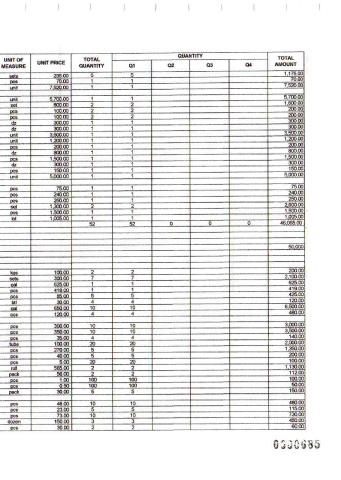 QUANTITY
UNIT OF MEASURE UNIT PRICE TOTAL QUANTITY Q1 Q2 Q3 Q4 TOTAL AMOUNT
sets 235.00 5 5 1,175.00
pcs 70.00 1 1 70.00
unit 7,520.00 1 1 7,520.00
unit 5,700.00 1 1 5,700.00
set 800.00 2 2 1,600.00
pcs 100.00 2 2 200.00
pcs 100.00 2 2 200.00
dz 300.00 1 1 300.00
dz 300.00 1 1 300.00
unit 3,500.00 1 1 3,500.00
unit 1,200.00 1 1 1,200.00
pcs 200.00 1 1 200.00
dz 800.00 1 1 800.00
pcs 1,500.00 1 1 1,500.00
dz 300.00 1 1 300.00
pcs 150.00 1 1 150.00
unit 5,000.00 1 1 5,000.00
pcs 75.00 1 1 75.00
pcs 240.00 1 1 240.00
pcs 250.00 1 1 250.00
set 1,300.00 2 2 2,600.00
pcs 1,500.00 1 1 1,500.00
lot 1,005.00 1 1 1,005.00
52 52 0 0 0
50,000
100.00 2 2 200.00
sets 300.00 7 7 2,100.00
625.00 1 1 625.00
pcs 419.00 1 1 419.00
pcs 85.00 5 5 425.00
30.00 4 4 120.00
650.00 10 10 6,500.00
pcs 120.00 4 4 480.00
pcs 300.00 10 10 3,000.00
pcs 350.00 10 10 3,500.00
pcs 35.00 4 4 140.00
tube 100.00 20 20 2,000.00
pcs 270.00 5 5 1,350.00
pcs 40.00 5 5 200.00
pcs 5.00 20 20 100.00
roll 565.00 2 2 1,130.00
pack 56.00 2 2 112.00
pcs 1.00 100 100 100.00
pcs 0.50 100 100 50.00
pack 30.00 5 5 150.00
pcs 48.00 10 10 480.00
pcs 23.00 5 5 115.00
pcs 73.00 10 10 730.00
dozen 150.00 3 3 450.00
pcs 30.00 2 2 60.00